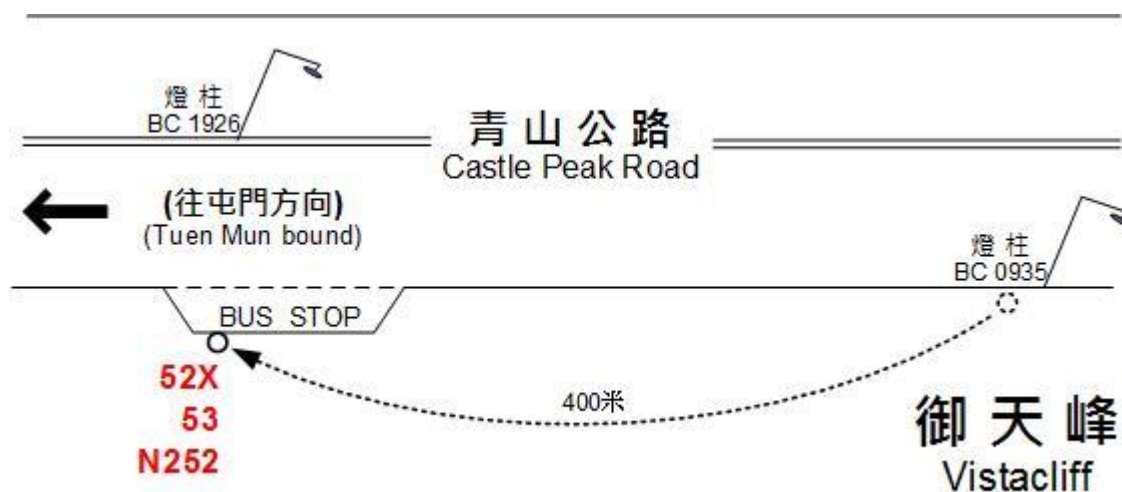 燈柱
BC 1926
青山公路
Castle Peak Road
(往屯門方向)
(Tuen Mun bound)
燈柱
BC 0935
BUS STOP
52X
53
N252
400米
御天峰
Vistacliff